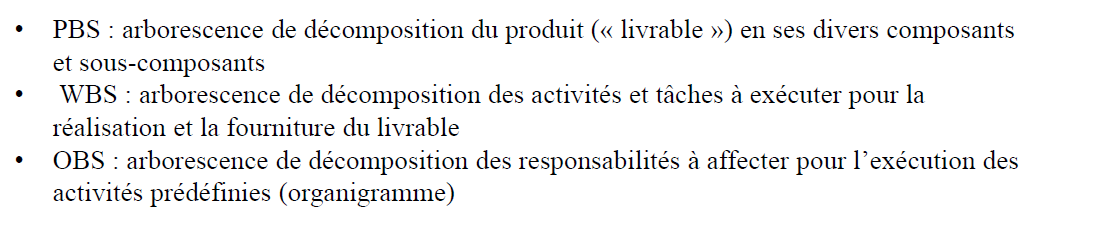 • PBS : arborescence de décomposition du produit (« livrable ») en ses divers composants
et sous-composants
• WBS : arborescence de décomposition des activités et tâches à exécuter pour la
réalisation et la fourniture du livrable
• OBS : arborescence de décomposition des responsabilités à affecter pour l’exécution des
activités prédéfinies (organigramme)